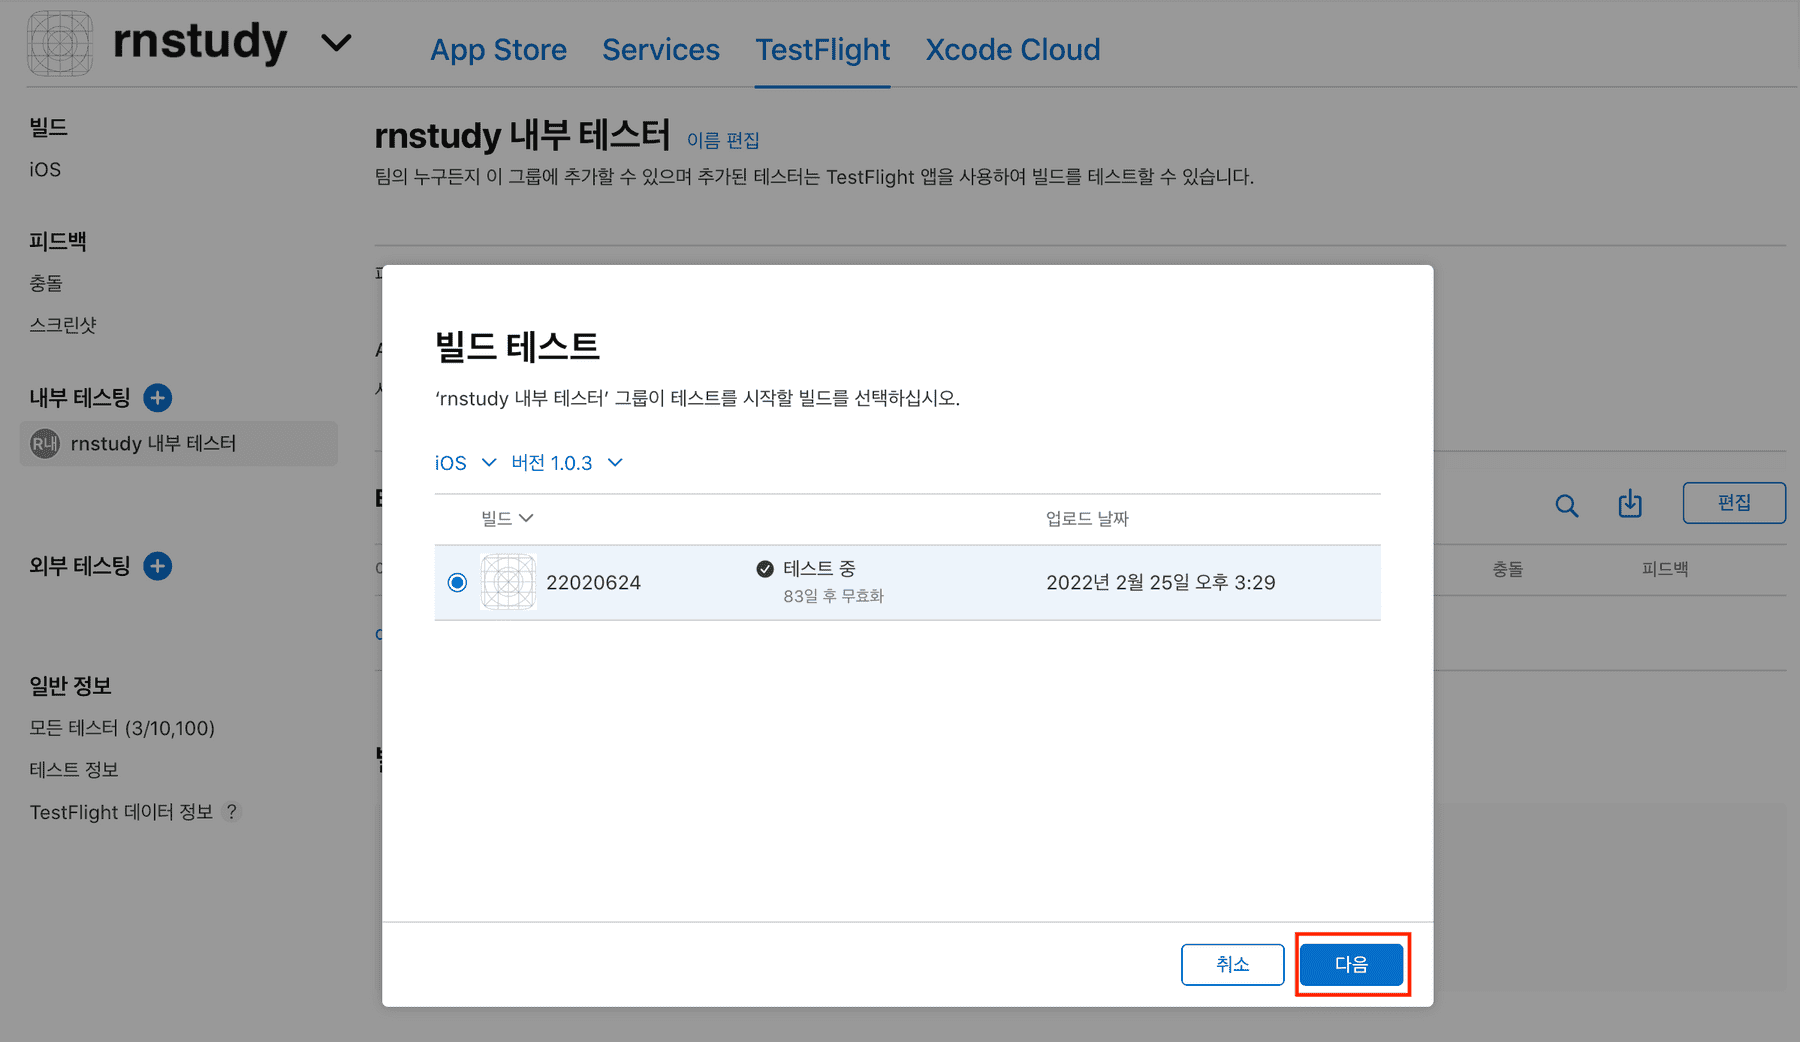 rnstudy
App Store Services TestFlight Xcode Cloud
빌드
iOS
피드백
충돌
스크린샷
내부 테스팅
R내 rnstudy 내부 테스터
외부 테스팅
일반 정보
모든 테스터 (3/10,100)
테스트 정보
TestFlight 데이터 정보 ?
rnstudy 내부 테스터 이름 편집
팀의 누구든지 이 그룹에 추가할 수 있으며 추가된 테스터는 TestFlight 앱을 사용하여 빌드를 테스트할 수 있습니다.
편집
충돌 피드백
빌드 테스트
‘rnstudy 내부 테스터’ 그룹이 테스트를 시작할 빌드를 선택하십시오.
iOS 버전 1.0.3
빌드 업로드 날짜
22020624 테스트 중 2022년 2월 25일 오후 3:29
83일 후 무효화
취소 다음